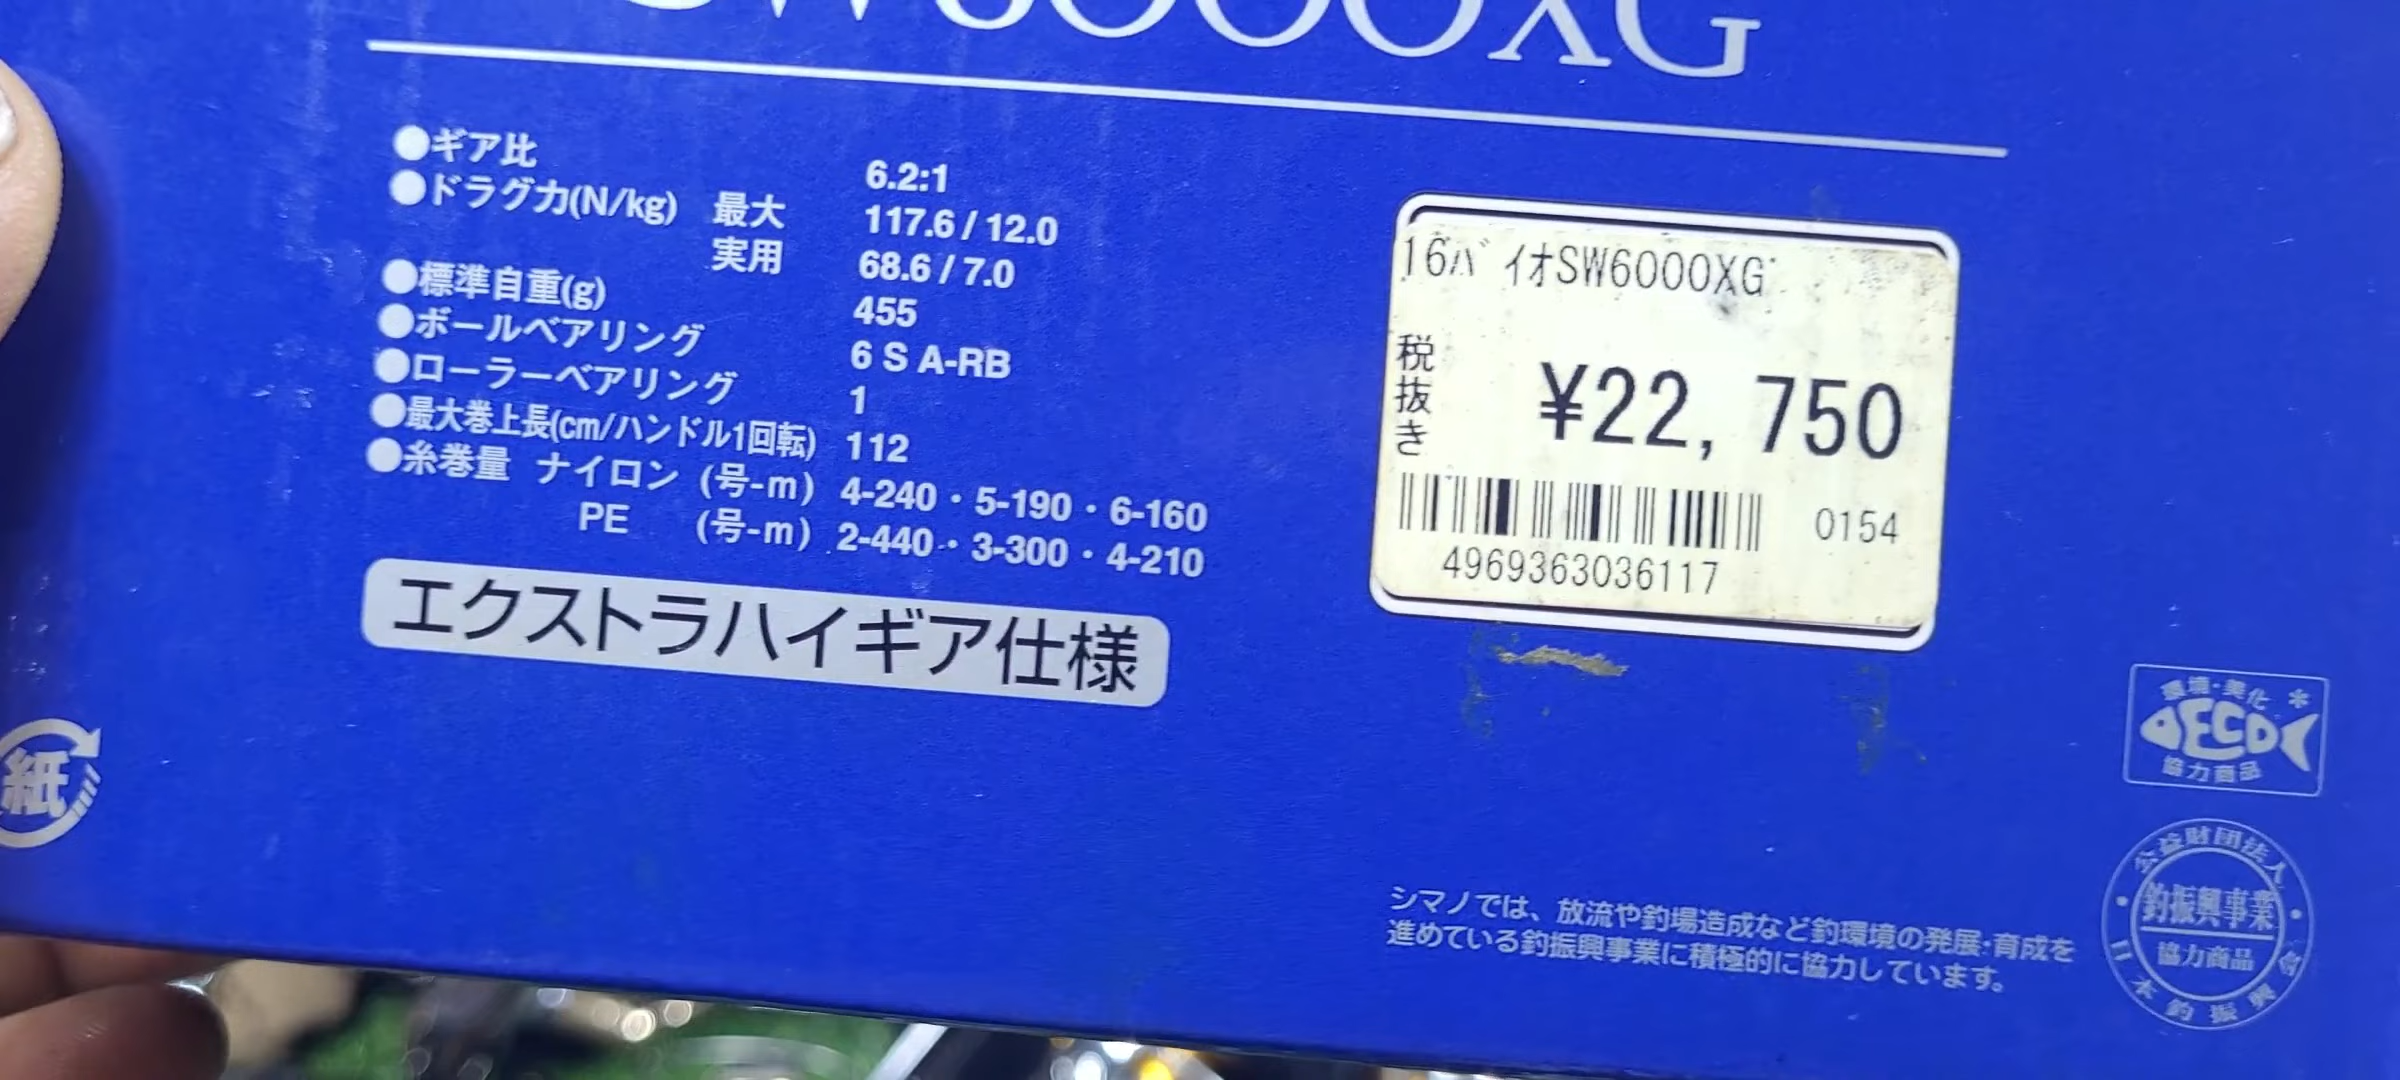 SW6000XG
●ギア比 6.2:1
●ドラグ力(N/kg) 最大 117.6 / 12.0
実用 68.6 / 7.0
●標準自重(g) 455
●ボールベアリング 6 S A-RB
●ローラーベアリング 1
●最大巻上長(cm/ハンドル1回転) 112
●糸巻量 ナイロン (号-m) 4-240・5-190・6-160
PE (号-m) 2-440・3-300・4-210
エクストラハイギア仕様
16バイオSW6000XG
税抜き
¥22,750
0154
4969363036117
紙
環境・美化
ECO
協力商品
シマノでは、放流や釣場造成など釣環境の発展・育成を
進めている釣振興事業に積極的に協力しています。
公益財団法人
釣振興事業
協力商品
日本釣振興会